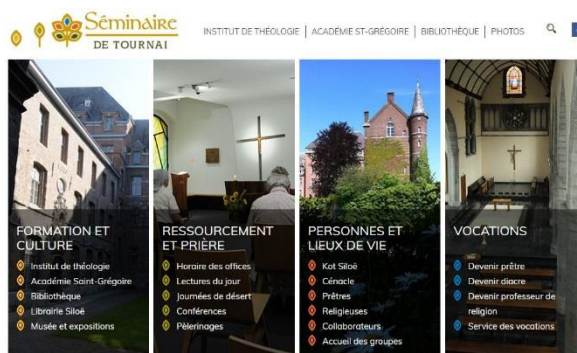 Séminaire
DE TOURNAI
INSTITUT DE THÉOLOGIE | ACADÉMIE ST-GRÉGOIRE | BIBLIOTHÈQUE | PHOTOS
FORMATION ET
CULTURE
Institut de théologie
Académie Saint-Grégoire
Bibliothèque
Librairie Siloë
Musée et expositions
RESSOURCEMENT
ET PRIÈRE
Horaire des offices
Lectures du jour
Journées de désert
Conférences
Pèlerinages
PERSONNES ET
LIEUX DE VIE
Kot Siloë
Cénacle
Prêtres
Religieuses
Collaborateurs
Accueil des groupes
VOCATIONS
Devenir prêtre
Devenir diacre
Devenir professeur de
religion
Service des vocations